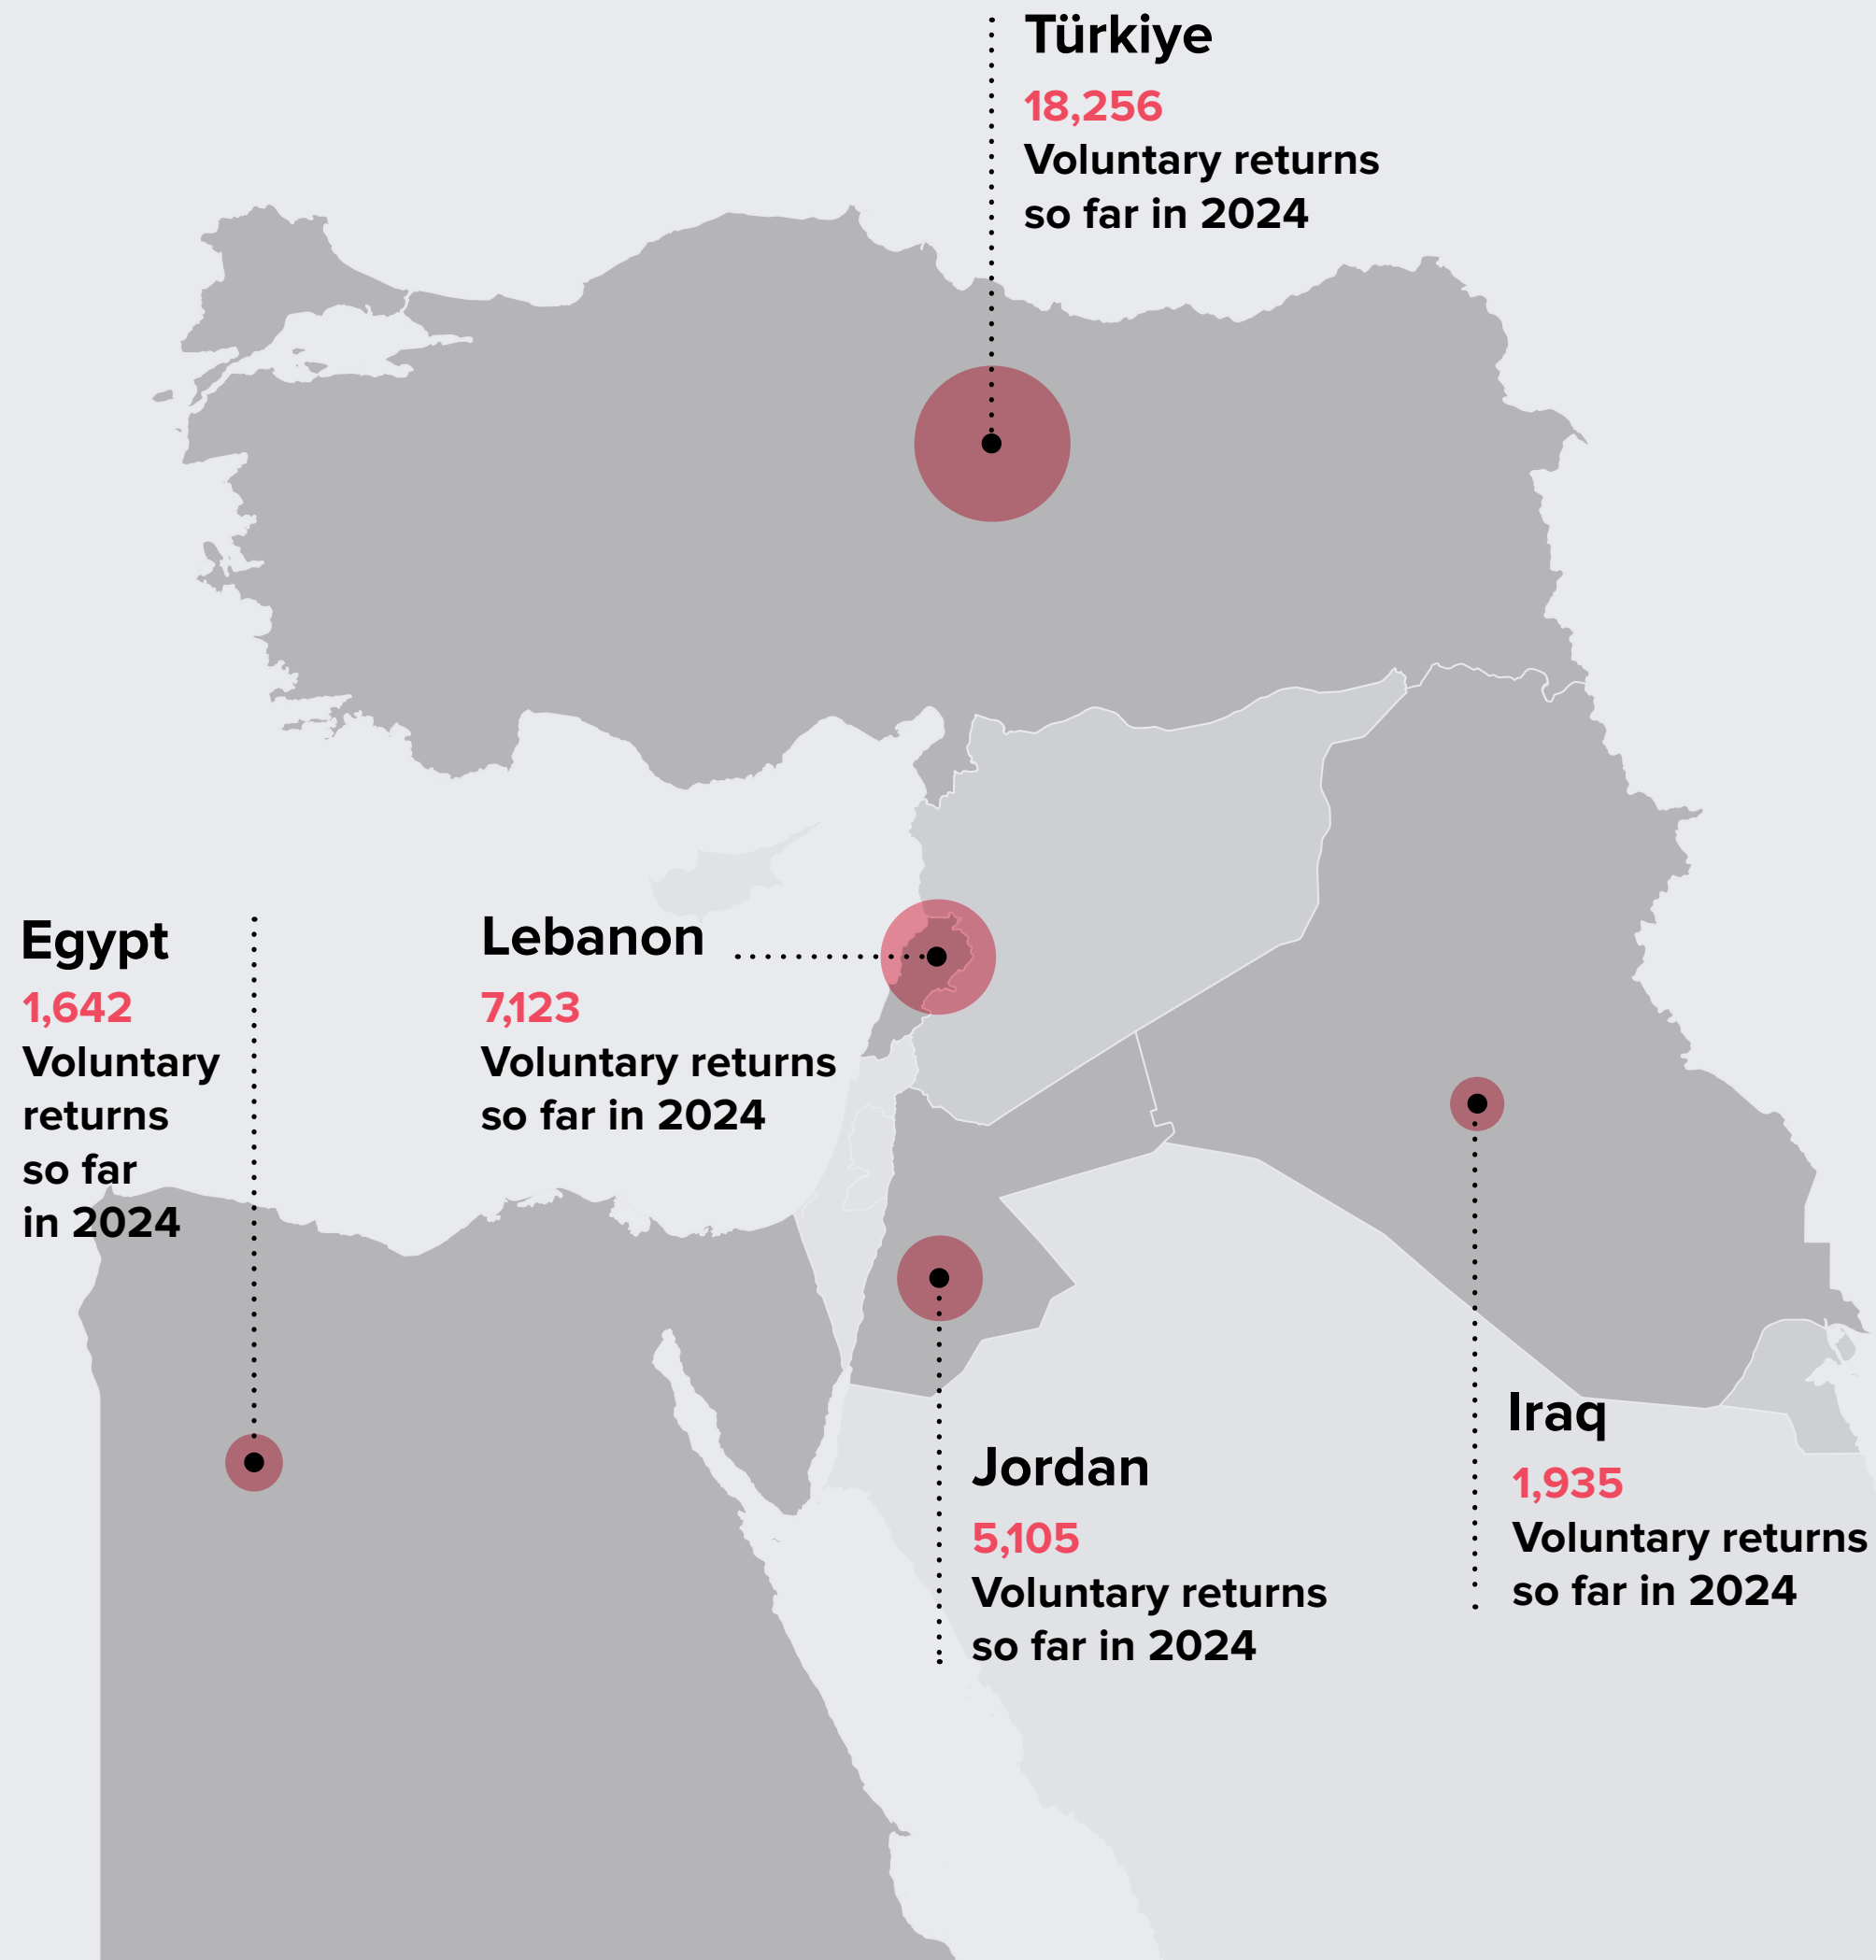 Türkiye
18,256
Voluntary returns
so far in 2024
Egypt
1,642
Voluntary
returns
so far
in 2024
Lebanon
7,123
Voluntary returns
so far in 2024
Jordan
5,105
Voluntary returns
so far in 2024
Iraq
1,935
Voluntary returns
so far in 2024